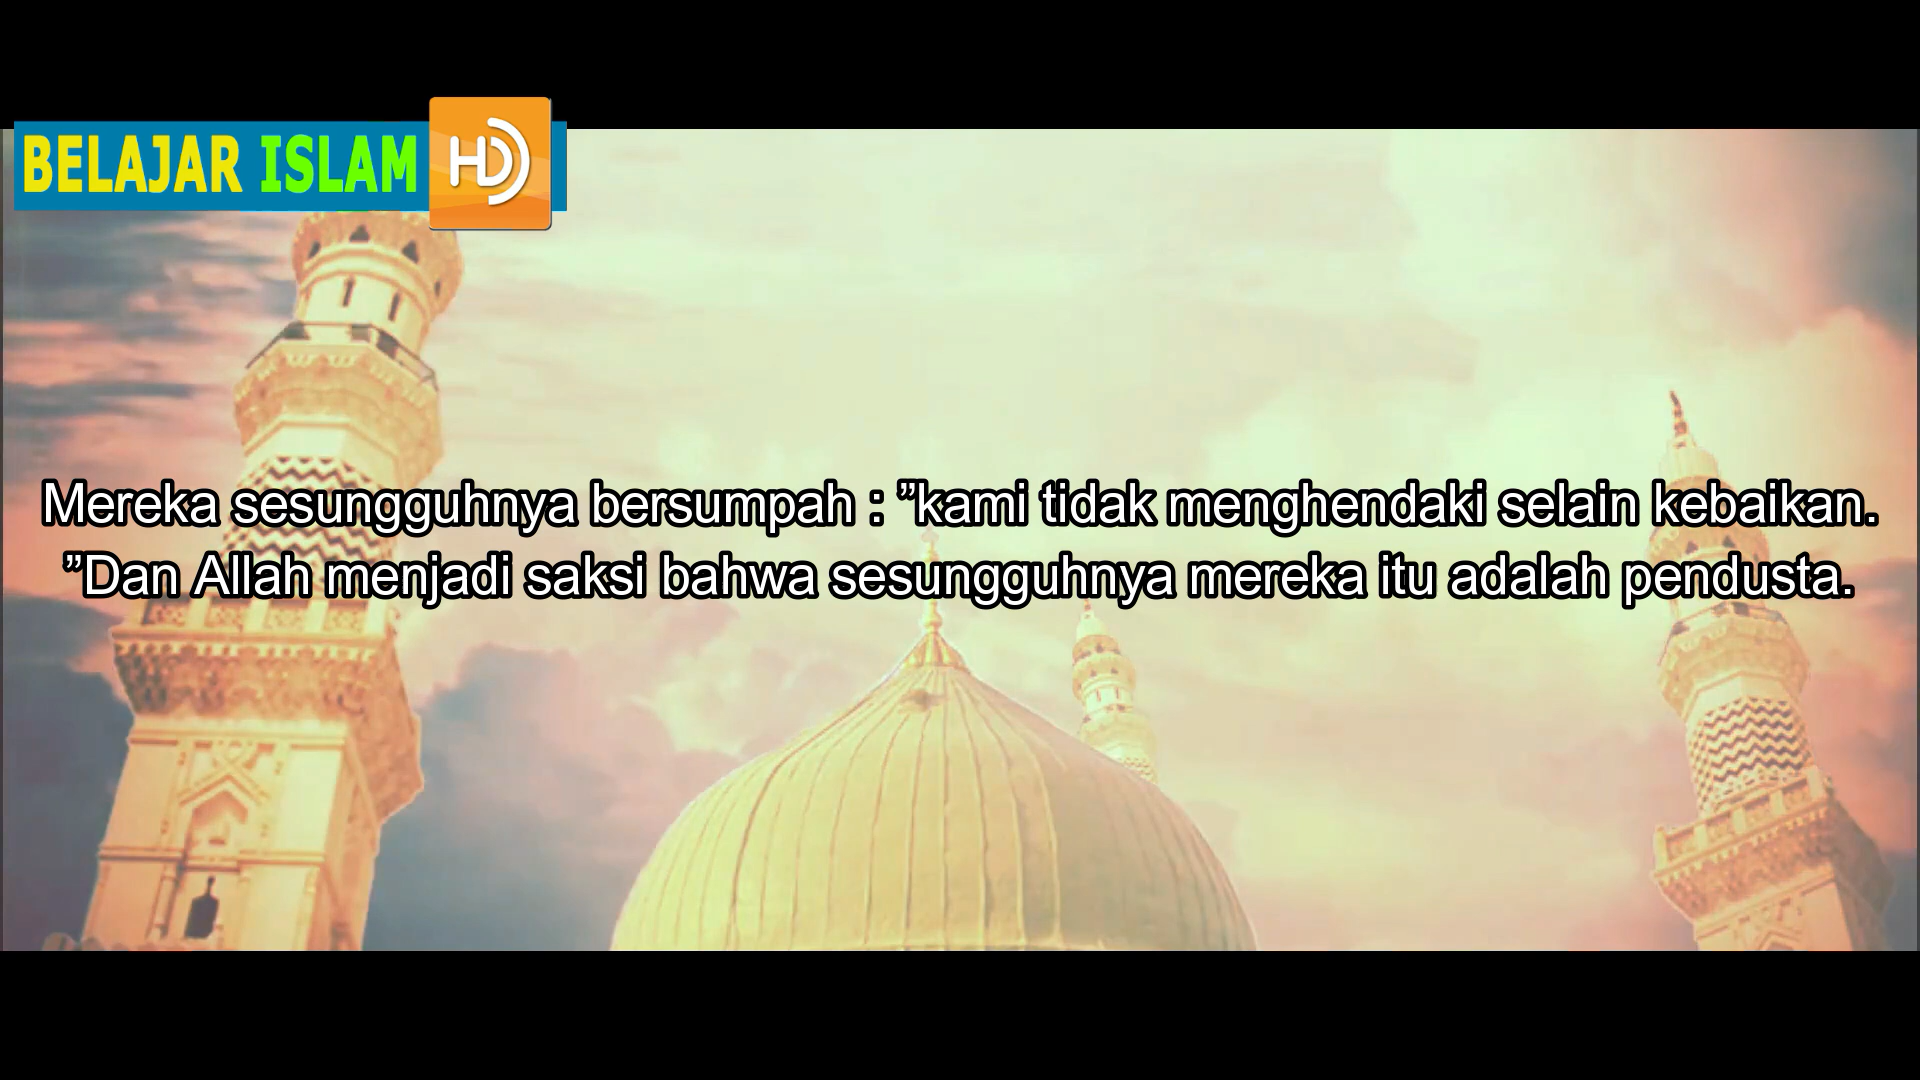 BELAJAR ISLAM HD
Mereka sesungguhnya bersumpah : ”kami tidak menghendaki selain kebaikan.
”Dan Allah menjadi saksi bahwa sesungguhnya mereka itu adalah pendusta.